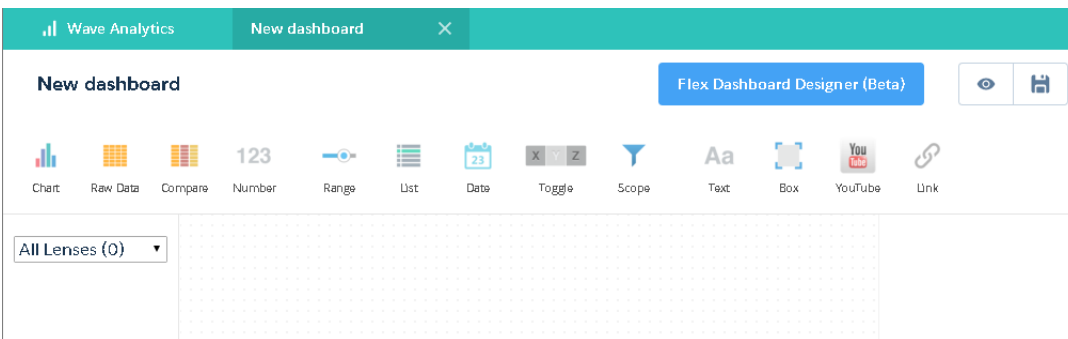 Wave Analytics
New dashboard
New dashboard
Flex Dashboard Designer (Beta)
123
23
X Y Z
Aa
You
Tube
Chart
Raw Data
Compare
Number
Range
List
Date
Toggle
Scope
Text
Box
YouTube
Link
All Lenses (0)